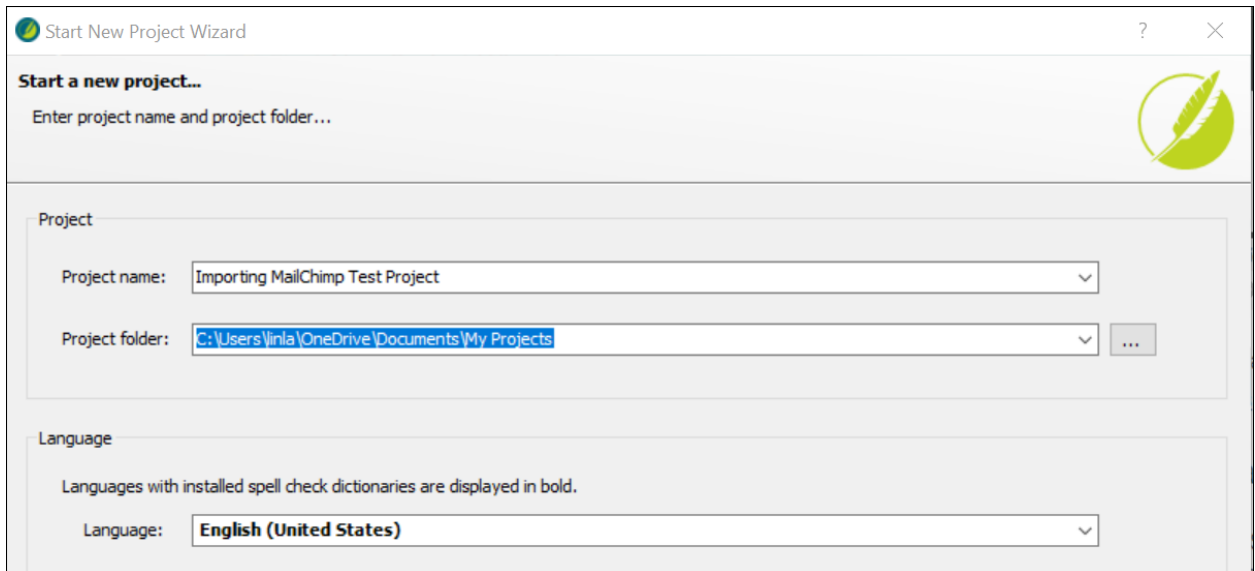 Start New Project Wizard
?
Start a new project...
Enter project name and project folder...
Project
Project name: Importing MailChimp Test Project
Project folder: C:\Users\linla\OneDrive\Documents\My Projects ...
Language
Languages with installed spell check dictionaries are displayed in bold.
Language: English (United States)